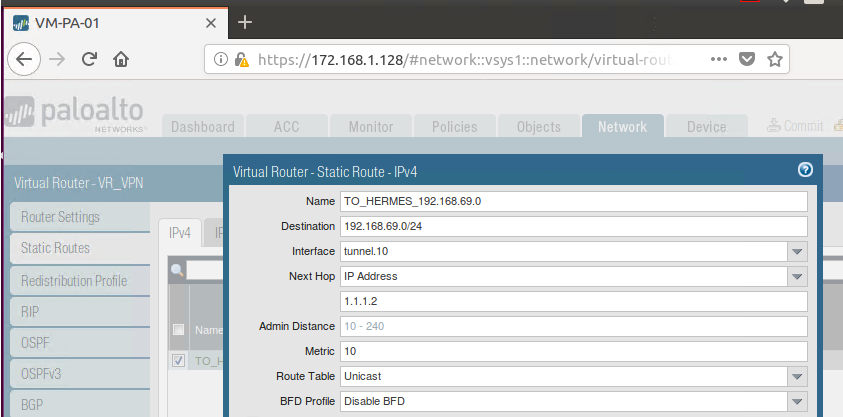 VM-PA-01
https://172.168.1.128/#network::vsys1::network/virtual-rout
paloalto
NETWORKS
Dashboard ACC Monitor Policies Objects Network Device Commit
Virtual Router - VR_VPN
Virtual Router - Static Route - IPv4
Router Settings
Static Routes
Redistribution Profile
RIP
OSPF
OSPFv3
BGP
IPv4
Name
TO_H
Name TO_HERMES_192.168.69.0
Destination 192.168.69.0/24
Interface tunnel.10
Next Hop IP Address
1.1.1.2
Admin Distance 10 - 240
Metric 10
Route Table Unicast
BFD Profile Disable BFD